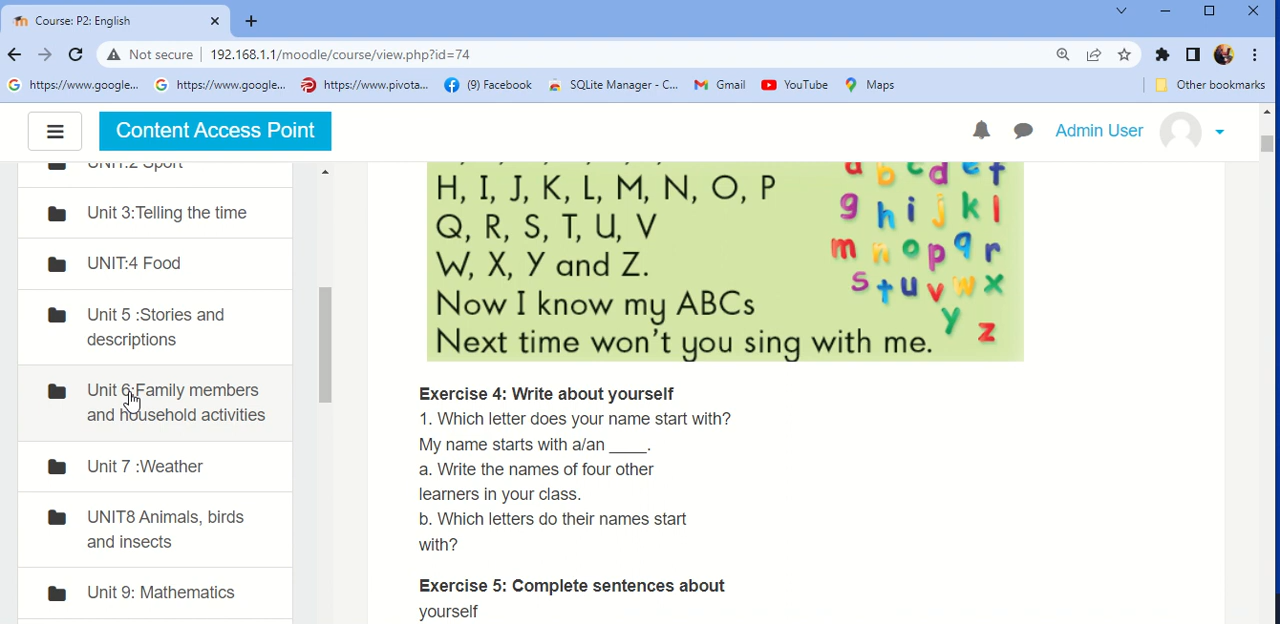 Course: P2: English
Not secure
192.168.1.1/moodle/course/view.php?id=74
https://www.google...
https://www.google...
https://www.pivota...
(9) Facebook
SQLite Manager - C...
Gmail
YouTube
Maps
Other bookmarks
Content Access Point
Admin User
UNIT:2 Sport
Unit 3:Telling the time
UNIT:4 Food
Unit 5 :Stories and
descriptions
Unit 6:Family members
and household activities
Unit 7 :Weather
UNIT8 Animals, birds
and insects
Unit 9: Mathematics
H, I, J, K, L, M, N, O, P
Q, R, S, T, U, V
W, X, Y and Z.
Now I know my ABCs
Next time won't you sing with me.
a b c d e f
g h i j k l
m n o p q r
s t u v w x
y z
Exercise 4: Write about yourself
1. Which letter does your name start with?
My name starts with a/an ____.
a. Write the names of four other
learners in your class.
b. Which letters do their names start
with?
Exercise 5: Complete sentences about
yourself